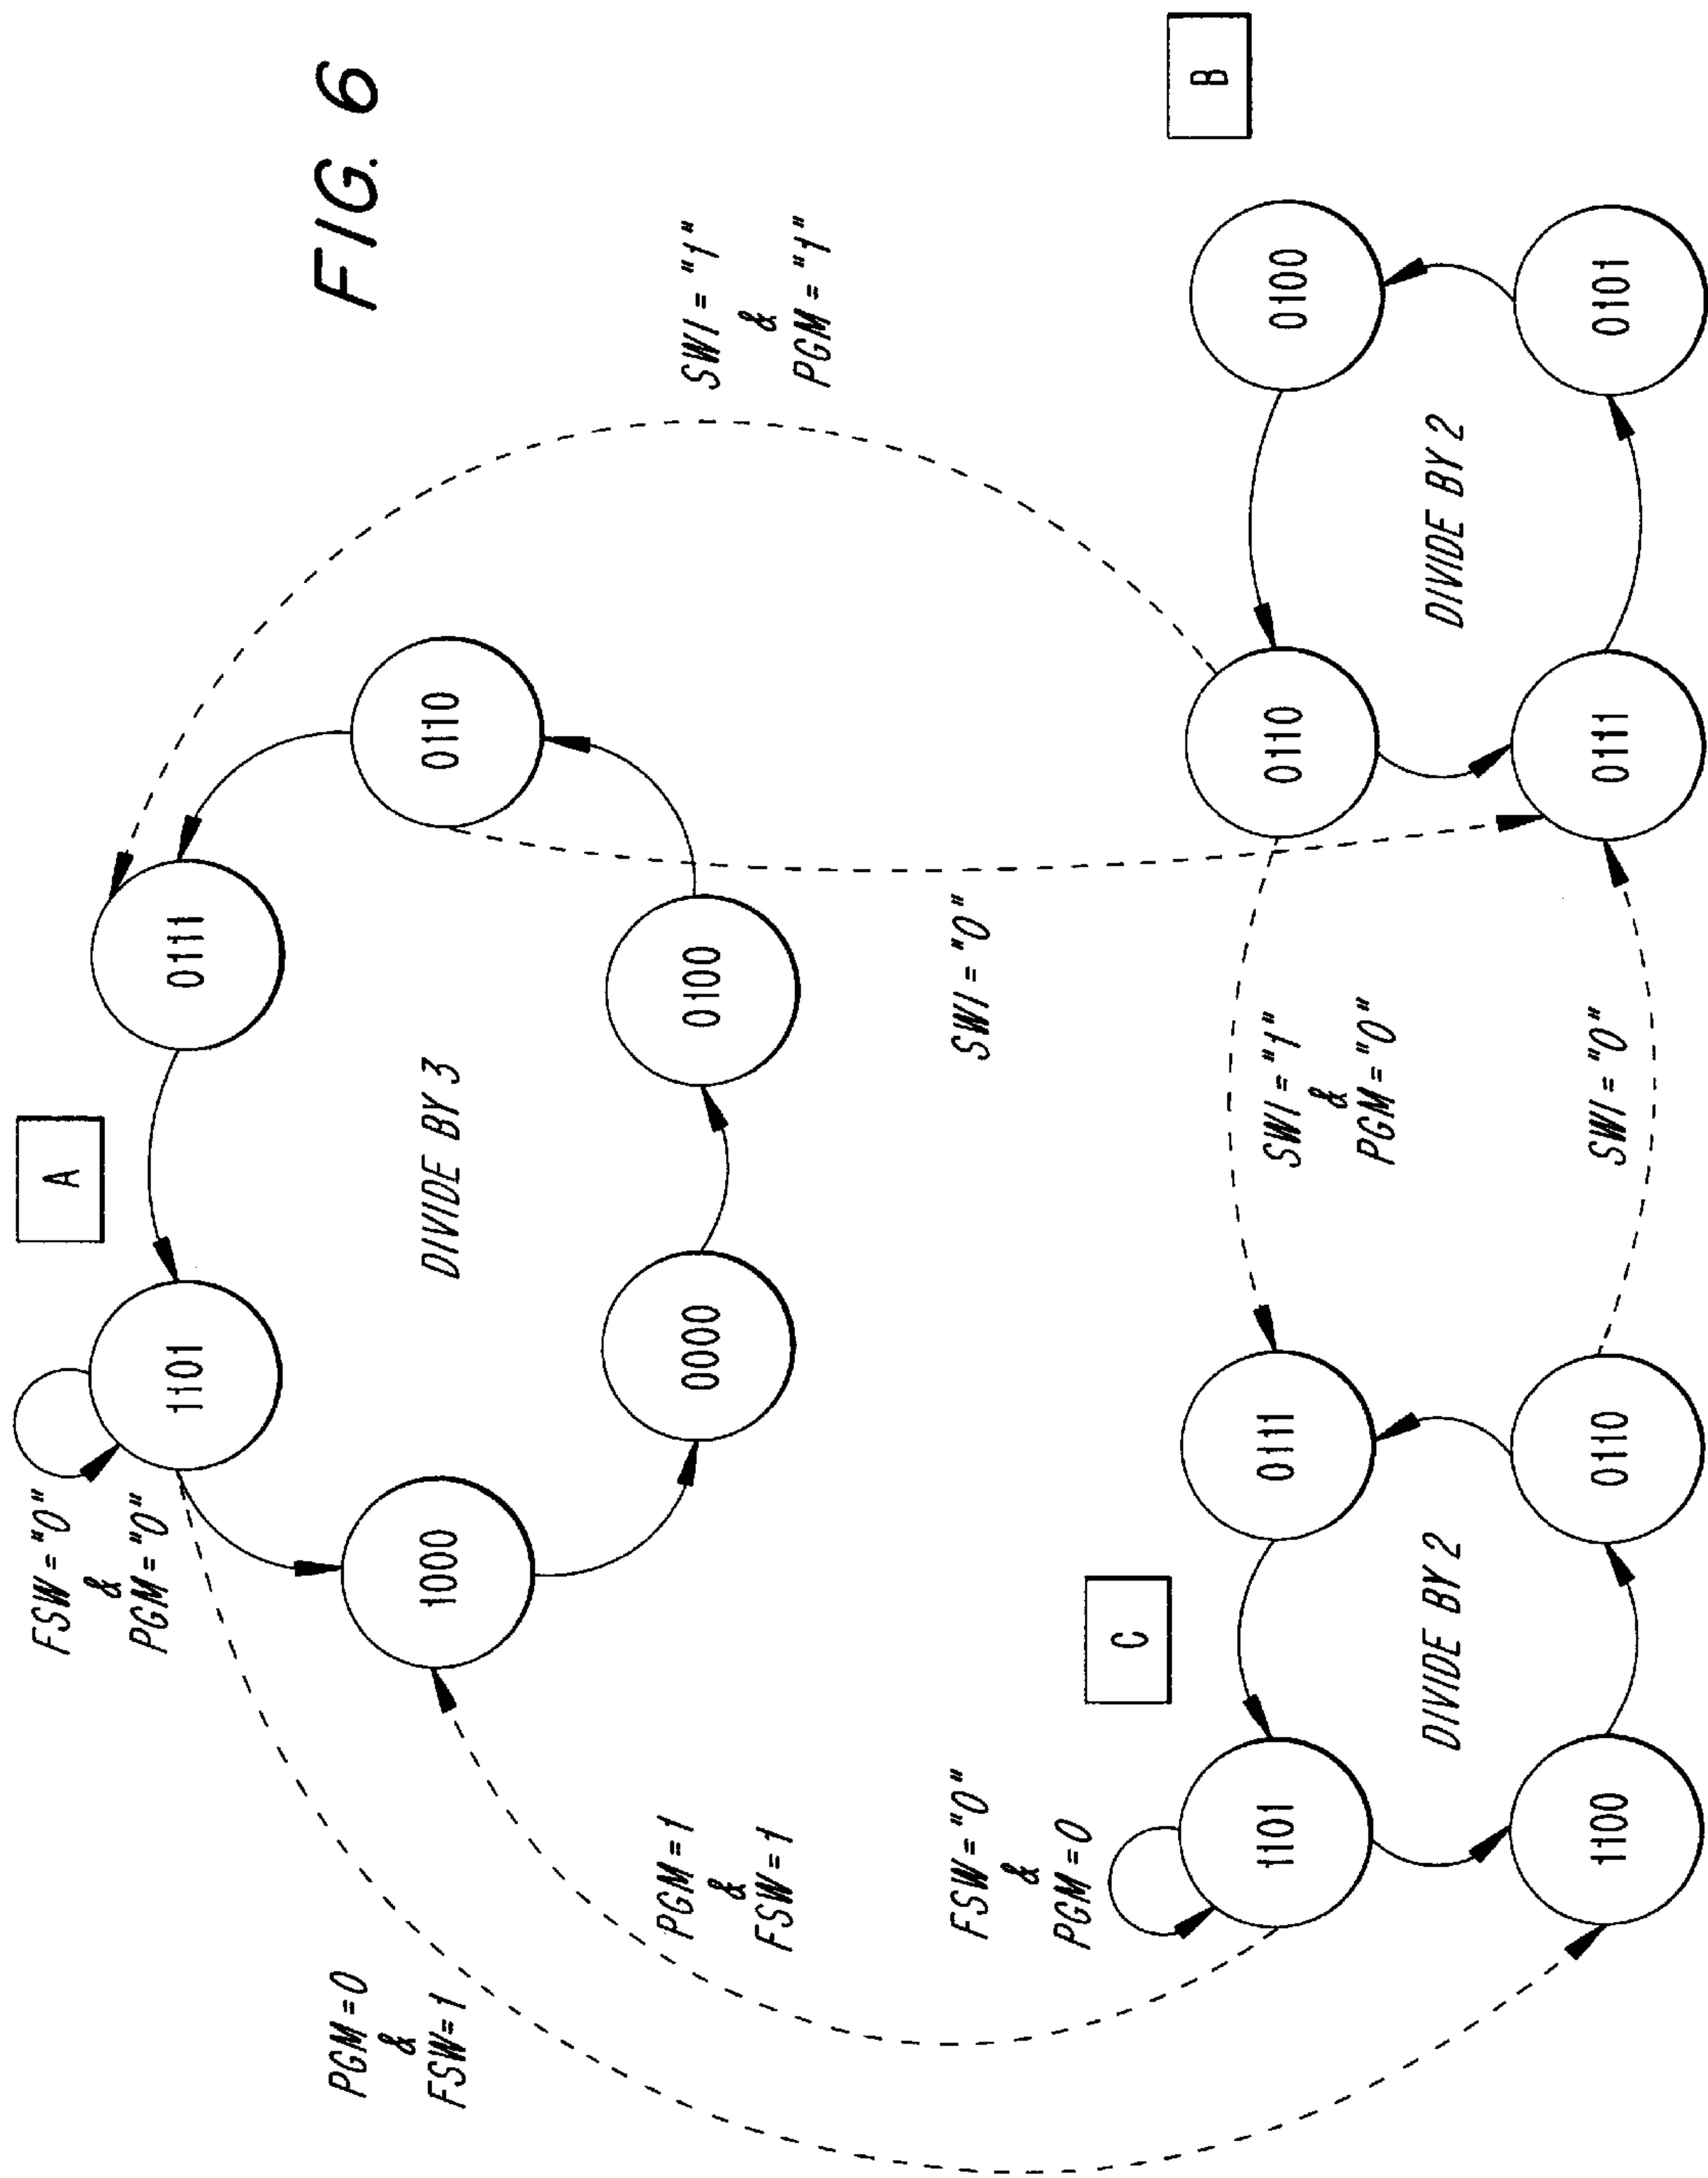 FIG. 6
A
FSW="0"
&
PGM="0"
1101
0111
PGM=0
&
FSW=1
1000
DIVIDE BY 3
0110
PGM=1
&
FSW=1
0000
0100
SWI="1"
&
PGM="1"
SWI="0"
FSW="0"
&
PGM=0
C
B
1101
0111
SWI="1"
&
PGM="0"
0110
0100
DIVIDE BY 2
DIVIDE BY 2
1100
0110
SWI="0"
0111
0101